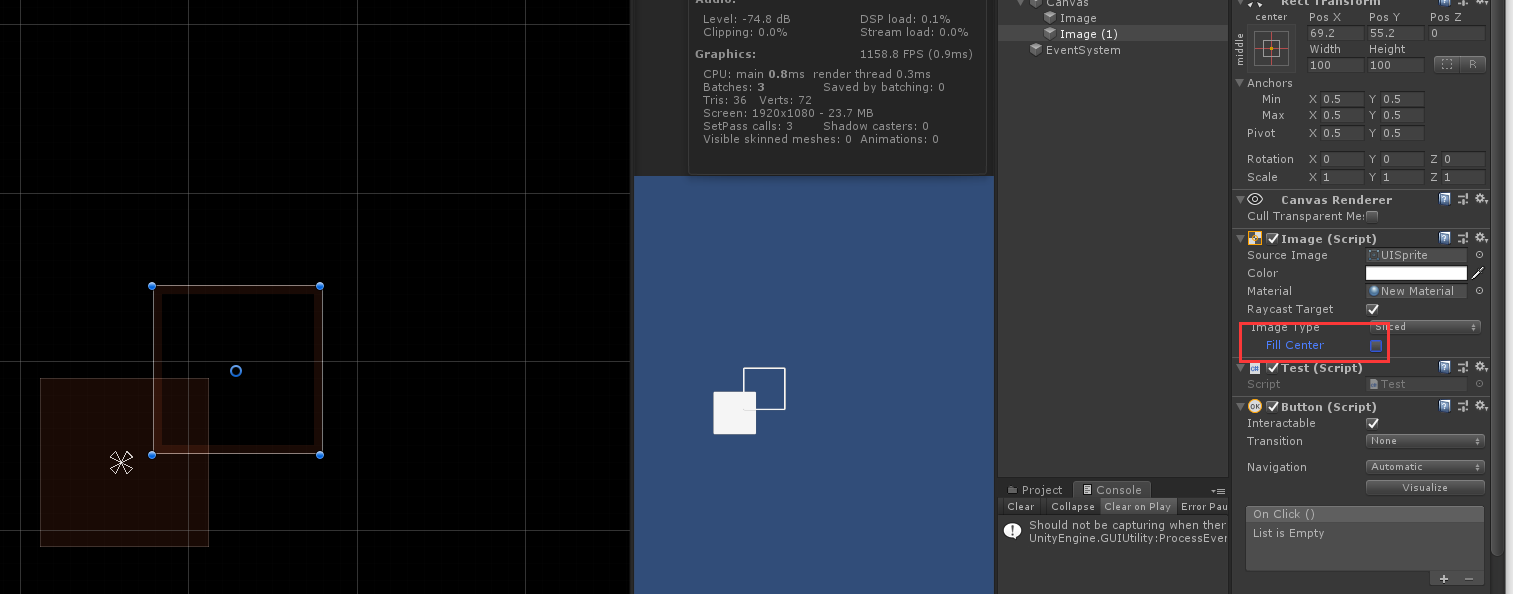 Audio:
Level: -74.8 dB DSP load: 0.1%
Clipping: 0.0% Stream load: 0.0%
Graphics: 1158.8 FPS (0.9ms)
CPU: main 0.8ms render thread 0.3ms
Batches: 3 Saved by batching: 0
Tris: 36 Verts: 72
Screen: 1920x1080 - 23.7 MB
SetPass calls: 3 Shadow casters: 0
Visible skinned meshes: 0 Animations: 0
Canvas
Image
Image (1)
EventSystem
Project Console
Clear Collapse Clear on Play Error Pau
Should not be capturing when ther
UnityEngine.GUIUtility:ProcessEver
Rect Transform
center Pos X Pos Y Pos Z
middle
69.2 55.2 0
Width Height
100 100 R
Anchors
Min X 0.5 Y 0.5
Max X 0.5 Y 0.5
Pivot X 0.5 Y 0.5
Rotation X 0 Y 0 Z 0
Scale X 1 Y 1 Z 1
Canvas Renderer
Cull Transparent Me:
Image (Script)
Source Image UISprite
Color
Material New Material
Raycast Target
Image Type Sliced
Fill Center
Test (Script)
Script Test
OK Button (Script)
Interactable
Transition None
Navigation Automatic
Visualize
On Click ()
List is Empty